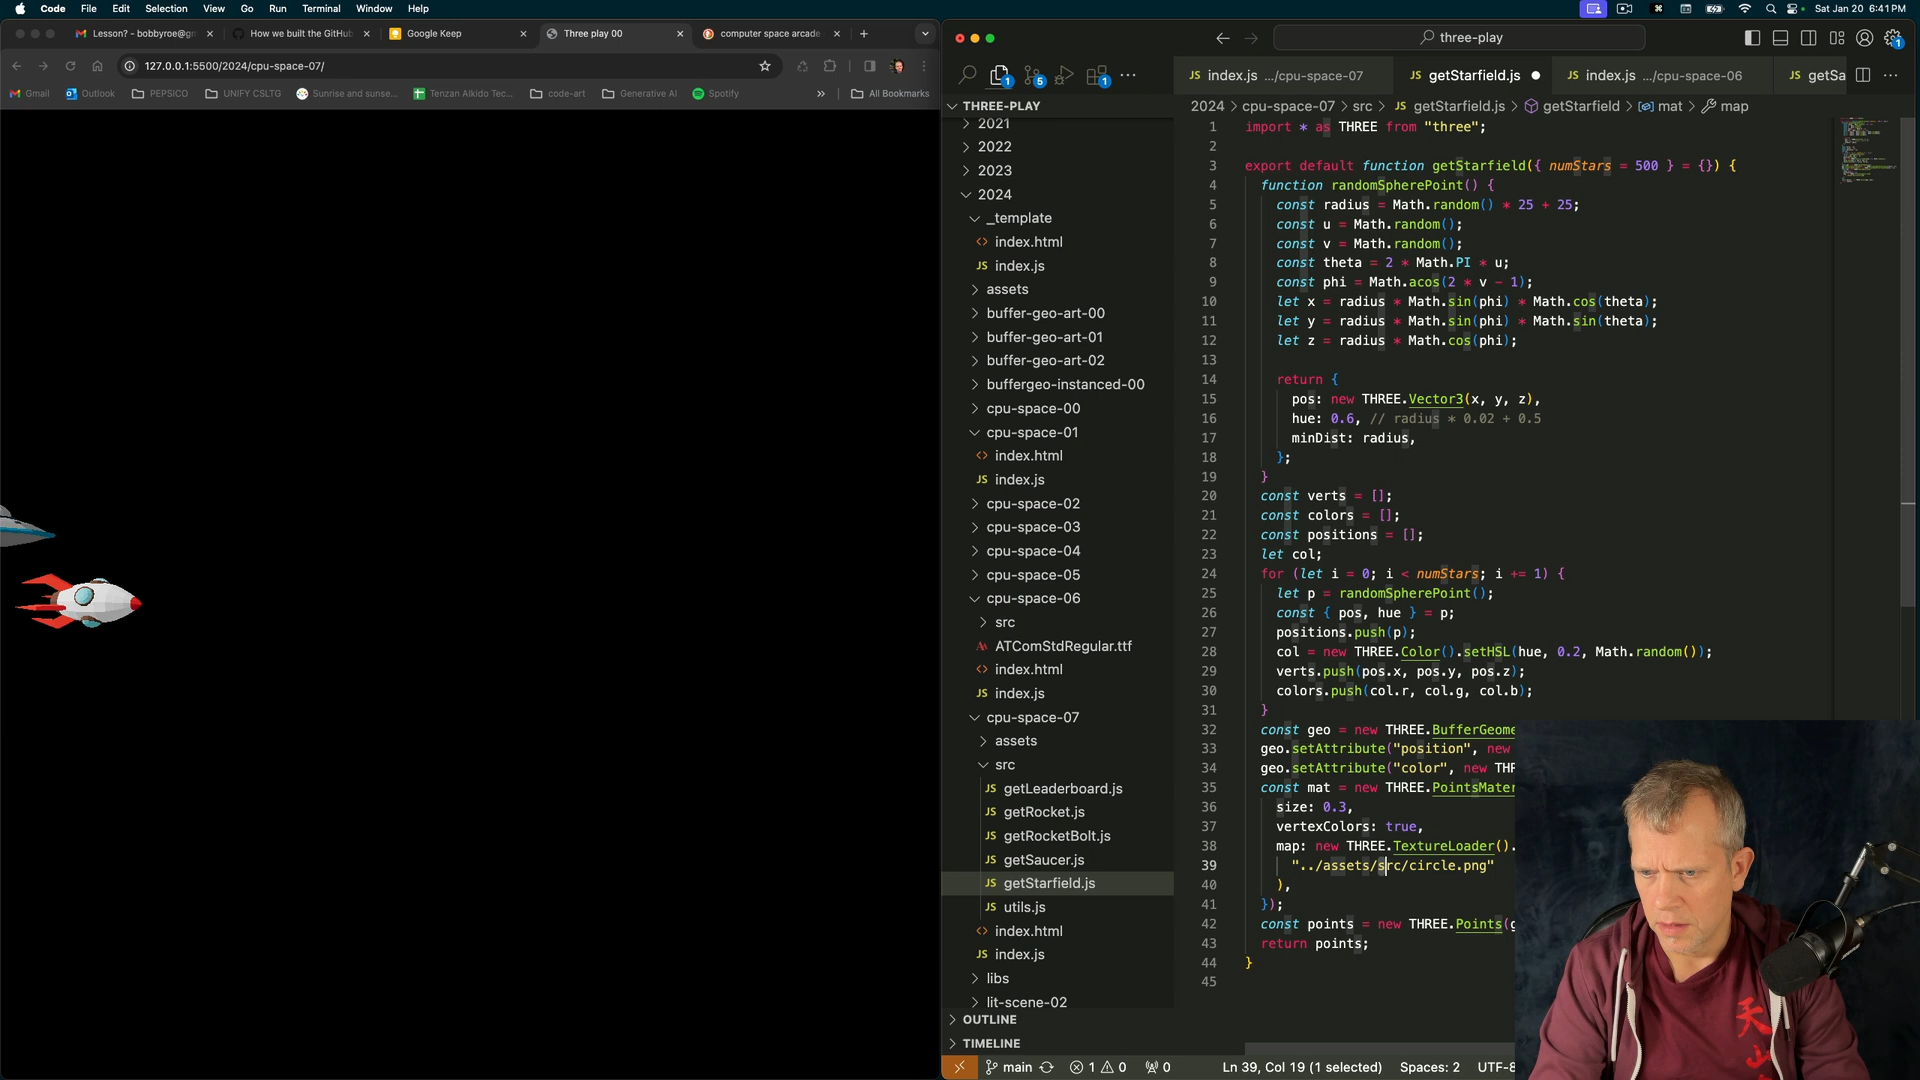 Code File Edit Selection View Go Run Terminal Window Help
Sat Jan 20 6:41 PM
Lesson? - bobbyroe@gm
How we built the GitHub
Google Keep
Three play 00
computer space arcade
127.0.0.1:5500/2024/cpu-space-07/
Gmail Outlook PEPSICO UNIFY CSLTG Sunrise and sunse... Tenzan Aikido Tec... code-art Generative AI Spotify » All Bookmarks
three-play
index.js .../cpu-space-07
getStarfield.js
index.js .../cpu-space-06
getSa
2024 > cpu-space-07 > src > JS getStarfield.js > getStarfield > mat > map
THREE-PLAY
2021
2022
2023
2024
_template
<> index.html
JS index.js
assets
buffer-geo-art-00
buffer-geo-art-01
buffer-geo-art-02
buffergeo-instanced-00
cpu-space-00
cpu-space-01
<> index.html
JS index.js
cpu-space-02
cpu-space-03
cpu-space-04
cpu-space-05
cpu-space-06
src
ATComStdRegular.ttf
<> index.html
JS index.js
cpu-space-07
assets
src
JS getLeaderboard.js
JS getRocket.js
JS getRocketBolt.js
JS getSaucer.js
JS getStarfield.js
JS utils.js
<> index.html
JS index.js
libs
lit-scene-02
OUTLINE
TIMELINE
1 import * as THREE from "three";
2
3 export default function getStarfield({ numStars = 500 } = {}) {
4 function randomSpherePoint() {
5 const radius = Math.random() * 25 + 25;
6 const u = Math.random();
7 const v = Math.random();
8 const theta = 2 * Math.PI * u;
9 const phi = Math.acos(2 * v - 1);
10 let x = radius * Math.sin(phi) * Math.cos(theta);
11 let y = radius * Math.sin(phi) * Math.sin(theta);
12 let z = radius * Math.cos(phi);
13
14 return {
15 pos: new THREE.Vector3(x, y, z),
16 hue: 0.6, // radius * 0.02 + 0.5
17 minDist: radius,
18 };
19 }
20 const verts = [];
21 const colors = [];
22 const positions = [];
23 let col;
24 for (let i = 0; i < numStars; i += 1) {
25 let p = randomSpherePoint();
26 const { pos, hue } = p;
27 positions.push(p);
28 col = new THREE.Color().setHSL(hue, 0.2, Math.random());
29 verts.push(pos.x, pos.y, pos.z);
30 colors.push(col.r, col.g, col.b);
31 }
32 const geo = new THREE.BufferGeome
33 geo.setAttribute("position", new
34 geo.setAttribute("color", new THR
35 const mat = new THREE.PointsMater
36 size: 0.3,
37 vertexColors: true,
38 map: new THREE.TextureLoader().
39 "../assets/src/circle.png"
40 ),
41 });
42 const points = new THREE.Points(g
43 return points;
44 }
45
main 1 0 0 Ln 39, Col 19 (1 selected) Spaces: 2 UTF-8
天
山